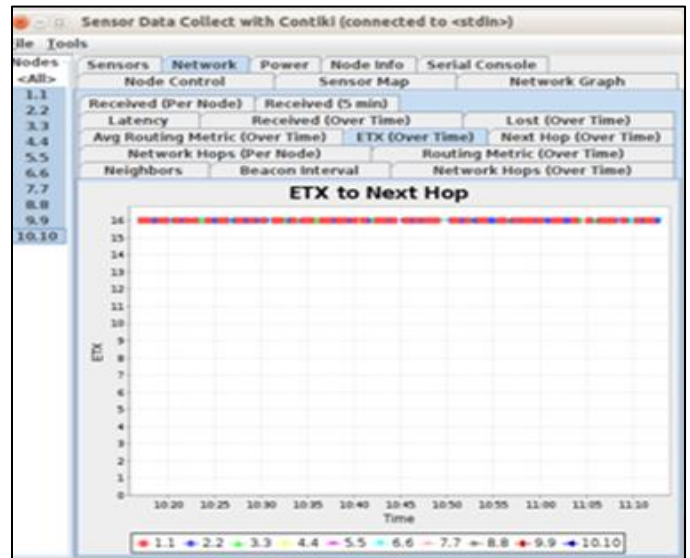 Sensor Data Collect with Contiki (connected to <stdin>)
ile Tools
Nodes
<All>
1.1
2.2
3.3
4.4
5.5
6.6
7.7
8.8
9.9
10.10
Sensors Network Power Node Info Serial Console
Node Control Sensor Map Network Graph
Received (Per Node) Received (5 min)
Latency Received (Over Time) Lost (Over Time)
Avg Routing Metric (Over Time) ETX (Over Time) Next Hop (Over Time)
Network Hops (Per Node) Routing Metric (Over Time)
Neighbors Beacon Interval Network Hops (Over Time)
ETX to Next Hop
16
15
14
13
12
11
10
9
8
7
6
5
4
3
2
1
0
ETX
10:20 10:25 10:30 10:35 10:40 10:45 10:50 10:55 11:00 11:05 11:10
Time
1.1 2.2 3.3 4.4 5.5 6.6 7.7 8.8 9.9 10.10